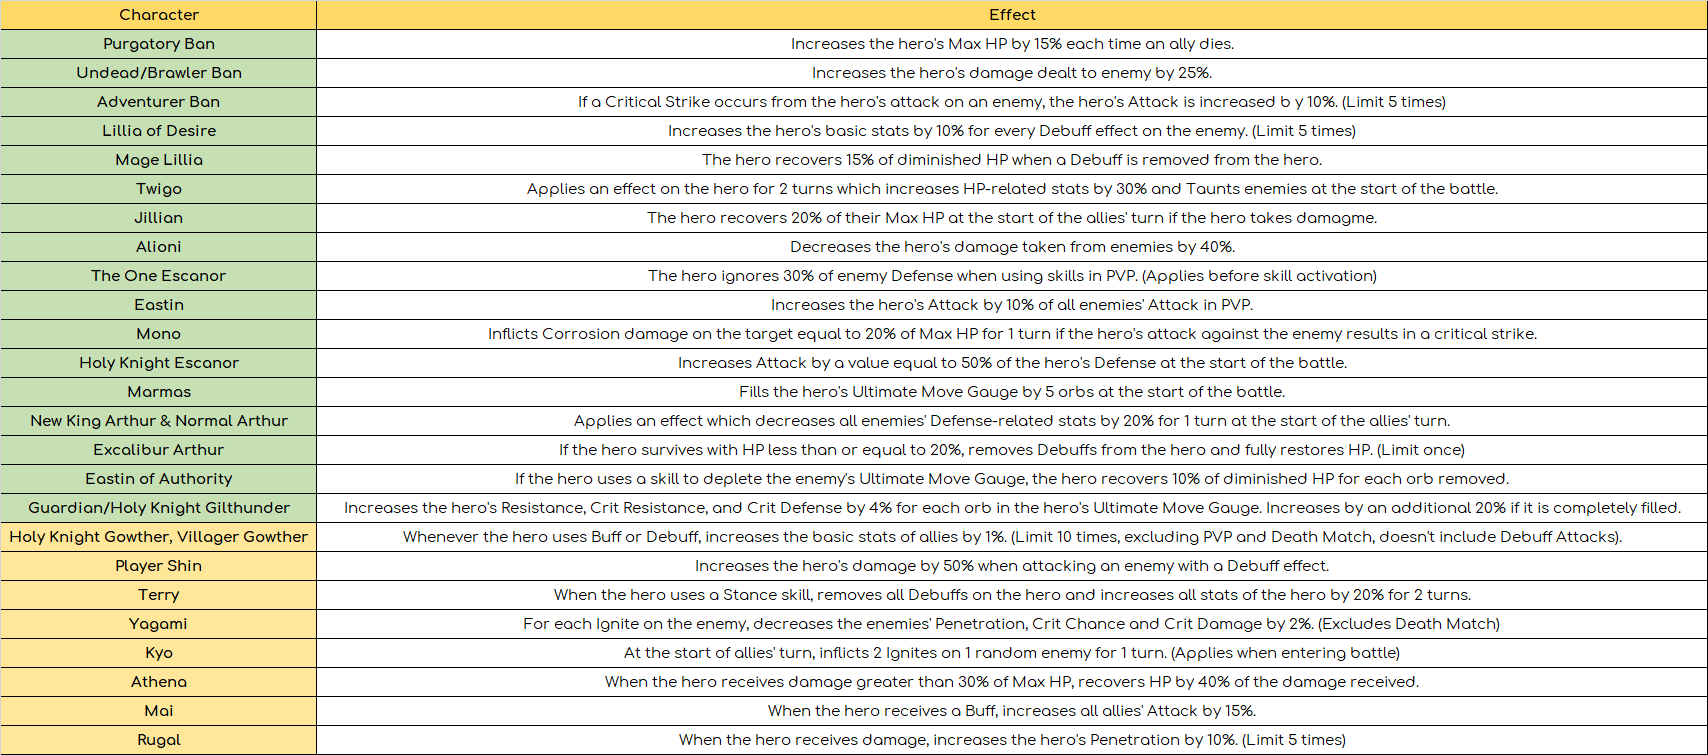 Character Effect
Purgatory Ban Increases the hero's Max HP by 15% each time an ally dies.
Undead/Brawler Ban Increases the hero's damage dealt to enemy by 25%.
Adventurer Ban If a Critical Strike occurs from the hero's attack on an enemy, the hero's Attack is increased b y 10%. (Limit 5 times)
Lillia of Desire Increases the hero's basic stats by 10% for every Debuff effect on the enemy. (Limit 5 times)
Mage Lillia The hero recovers 15% of diminished HP when a Debuff is removed from the hero.
Twigo Applies an effect on the hero for 2 turns which increases HP-related stats by 30% and Taunts enemies at the start of the battle.
Jillian The hero recovers 20% of their Max HP at the start of the allies' turn if the hero takes damagme.
Alioni Decreases the hero's damage taken from enemies by 40%.
The One Escanor The hero ignores 30% of enemy Defense when using skills in PVP. (Applies before skill activation)
Eastin Increases the hero's Attack by 10% of all enemies' Attack in PVP.
Mono Inflicts Corrosion damage on the target equal to 20% of Max HP for 1 turn if the hero's attack against the enemy results in a critical strike.
Holy Knight Escanor Increases Attack by a value equal to 50% of the hero's Defense at the start of the battle.
Marmas Fills the hero's Ultimate Move Gauge by 5 orbs at the start of the battle.
New King Arthur & Normal Arthur Applies an effect which decreases all enemies' Defense-related stats by 20% for 1 turn at the start of the allies' turn.
Excalibur Arthur If the hero survives with HP less than or equal to 20%, removes Debuffs from the hero and fully restores HP. (Limit once)
Eastin of Authority If the hero uses a skill to deplete the enemy's Ultimate Move Gauge, the hero recovers 10% of diminished HP for each orb removed.
Guardian/Holy Knight Gilthunder Increases the hero's Resistance, Crit Resistance, and Crit Defense by 4% for each orb in the hero's Ultimate Move Gauge. Increases by an additional 20% if it is completely filled.
Holy Knight Gowther, Villager Gowther Whenever the hero uses Buff or Debuff, increases the basic stats of allies by 1%. (Limit 10 times, excluding PVP and Death Match, doesn't include Debuff Attacks).
Player Shin Increases the hero's damage by 50% when attacking an enemy with a Debuff effect.
Terry When the hero uses a Stance skill, removes all Debuffs on the hero and increases all stats of the hero by 20% for 2 turns.
Yagami For each Ignite on the enemy, decreases the enemies' Penetration, Crit Chance and Crit Damage by 2%. (Excludes Death Match)
Kyo At the start of allies' turn, inflicts 2 Ignites on 1 random enemy for 1 turn. (Applies when entering battle)
Athena When the hero receives damage greater than 30% of Max HP, recovers HP by 40% of the damage received.
Mai When the hero receives a Buff, increases all allies' Attack by 15%.
Rugal When the hero receives damage, increases the hero's Penetration by 10%. (Limit 5 times)